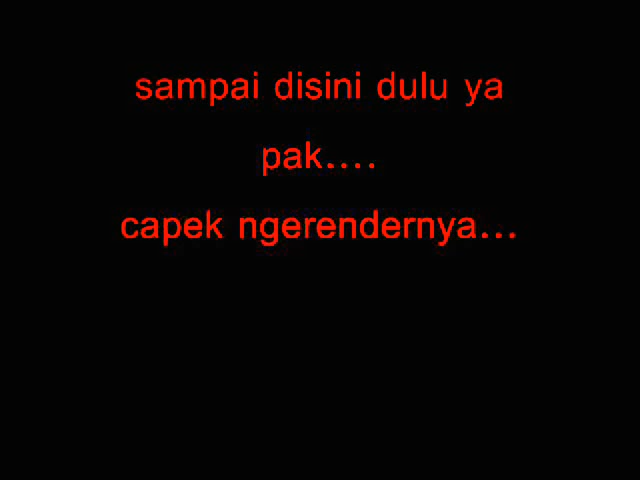 sampai disini dulu ya
pak....
capek ngerendernya...